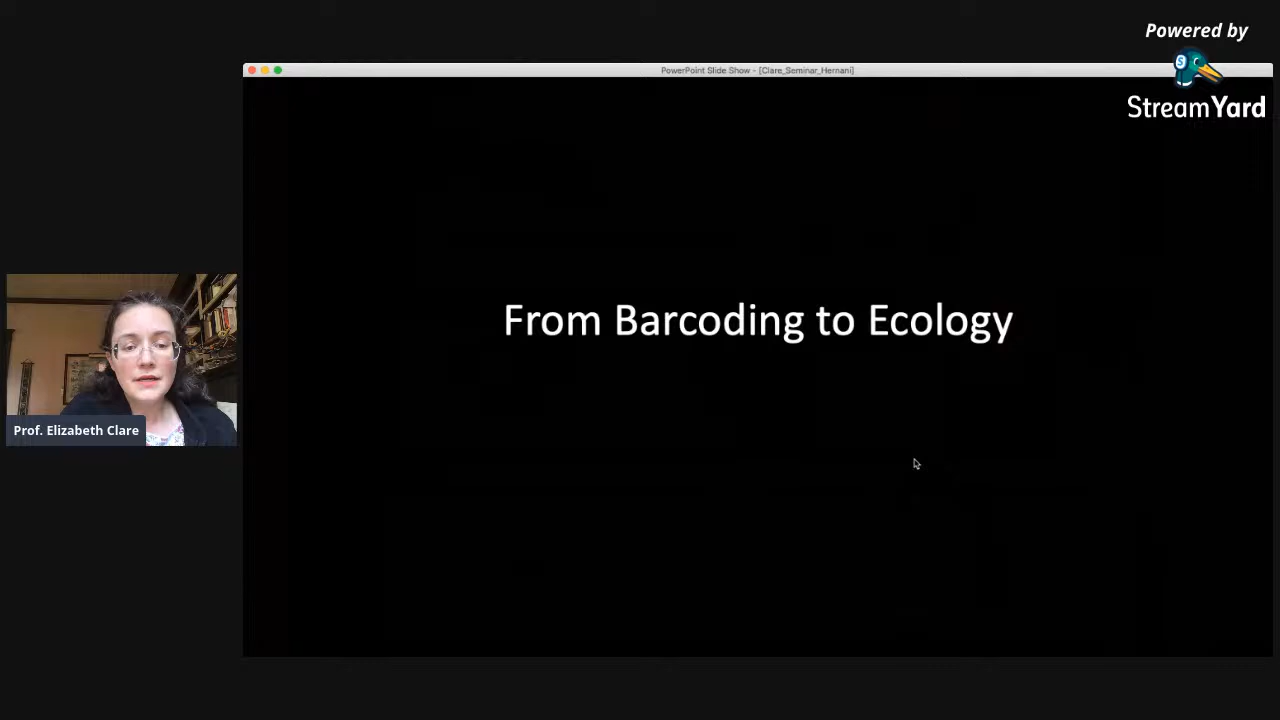 Powered by
StreamYard
PowerPoint Slide Show - [Clare_Seminar_Hernani]
From Barcoding to Ecology
Prof. Elizabeth Clare